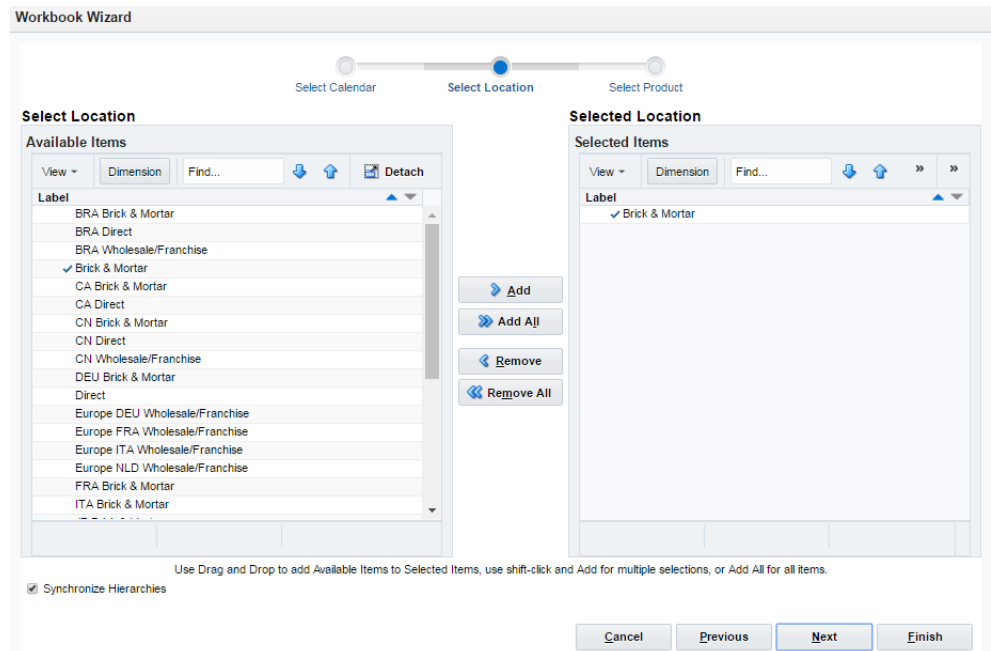 Workbook Wizard
Select Calendar
Select Location
Select Product
Select Location
Available Items
View
Dimension
Find...
Detach
Label
BRA Brick & Mortar
BRA Direct
BRA Wholesale/Franchise
Brick & Mortar
CA Brick & Mortar
CA Direct
CN Brick & Mortar
CN Direct
CN Wholesale/Franchise
DEU Brick & Mortar
Direct
Europe DEU Wholesale/Franchise
Europe FRA Wholesale/Franchise
Europe ITA Wholesale/Franchise
Europe NLD Wholesale/Franchise
FRA Brick & Mortar
ITA Brick & Mortar
Add
Add All
Remove
Remove All
Selected Location
Selected Items
View
Dimension
Find...
» »
Label
Brick & Mortar
Use Drag and Drop to add Available Items to Selected Items, use shift-click and Add for multiple selections, or Add All for all items.
Synchronize Hierarchies
Cancel
Previous
Next
Finish